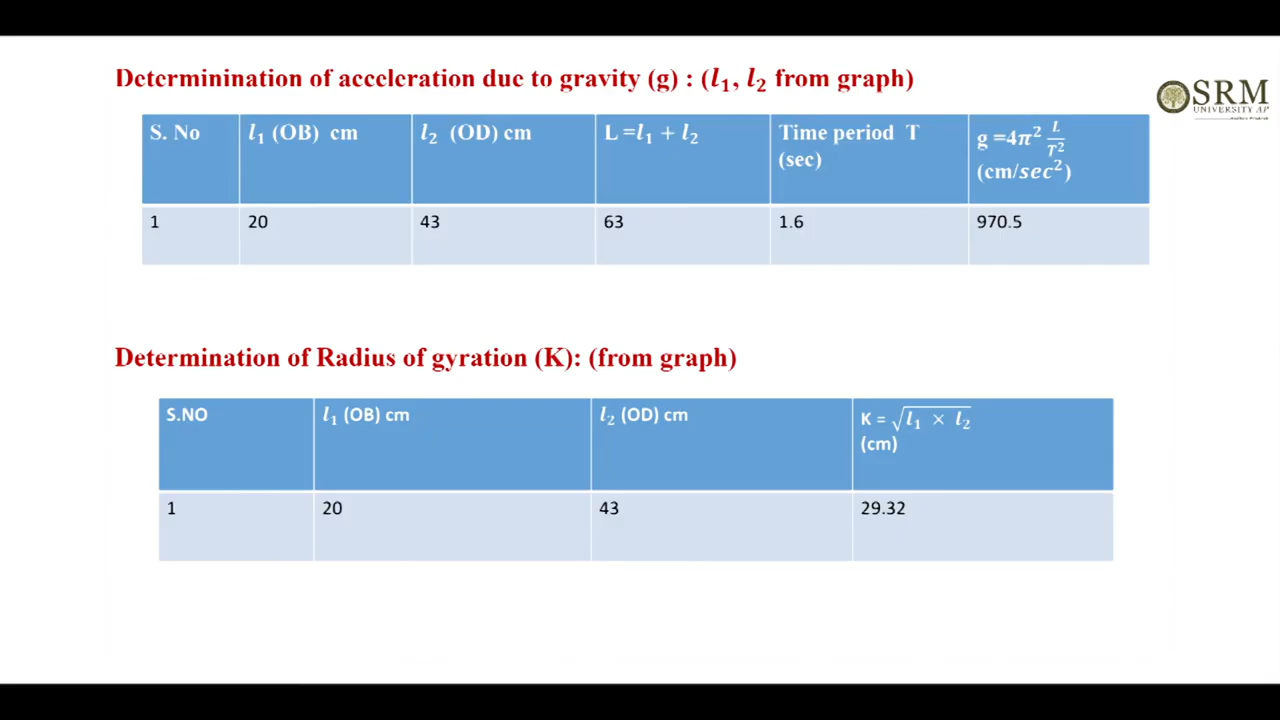 Determinination of acceleration due to gravity (g) : (l₁, l₂ from graph)
SRM
UNIVERSITY AP
S. No l₁ (OB) cm l₂ (OD) cm L =l₁ + l₂ Time period T (sec) g =4π² L/T² (cm/sec²)
1 20 43 63 1.6 970.5
Determination of Radius of gyration (K): (from graph)
S.NO l₁ (OB) cm l₂ (OD) cm K = √(l₁ × l₂) (cm)
1 20 43 29.32